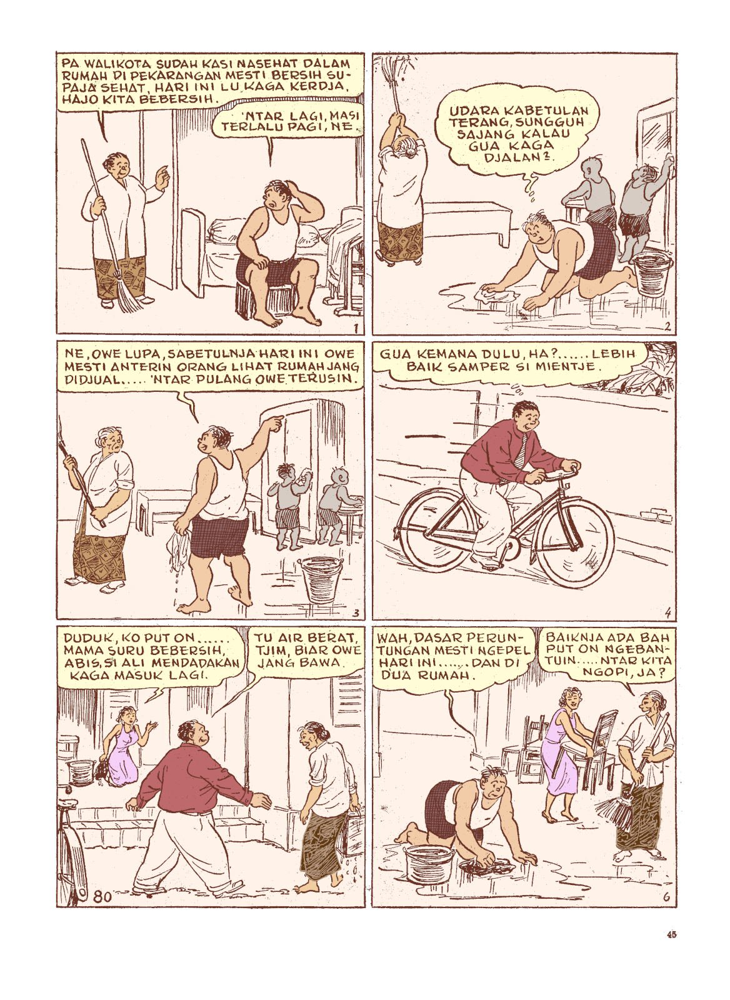 PA WALIKOTA SUDAH KASI NASEHAT DALAM
RUMAH DI PEKARANGAN MESTI BERSIH SU-
PAJA SEHAT, HARI INI LU KAGA KERDJA,
HAJO KITA BEBERSIH.
'NTAR LAGI, MASI
TERLALU PAGI, NE.
1
UDARA KABETULAN
TERANG, SUNGGUH
SAJANG KALAU
GUA KAGA
DJALAN2.
2
NE, OWE LUPA, SABETULNJA HARI INI OWE
MESTI ANTERIN ORANG LIHAT RUMAH JANG
DIDJUAL..... 'NTAR PULANG OWE TERUSIN.
3
GUA KEMANA DULU, HA?...... LEBIH
BAIK SAMPER SI MIENTJE.
4
DUDUK, KO PUT ON......
MAMA SURU BEBERSIH,
ABIS, SI ALI MENDADAKAN
KAGA MASUK LAGI.
TU AIR BERAT,
TJIM, BIAR OWE
JANG BAWA.
80
WAH, DASAR PERUN-
TUNGAN MESTI NGEPEL
HARI INI....... DAN DI
DUA RUMAH.
BAIKNJA ADA BAH
PUT ON NGEBAN-
TUIN..... NTAR KITA
NGOPI, JA?
6
45